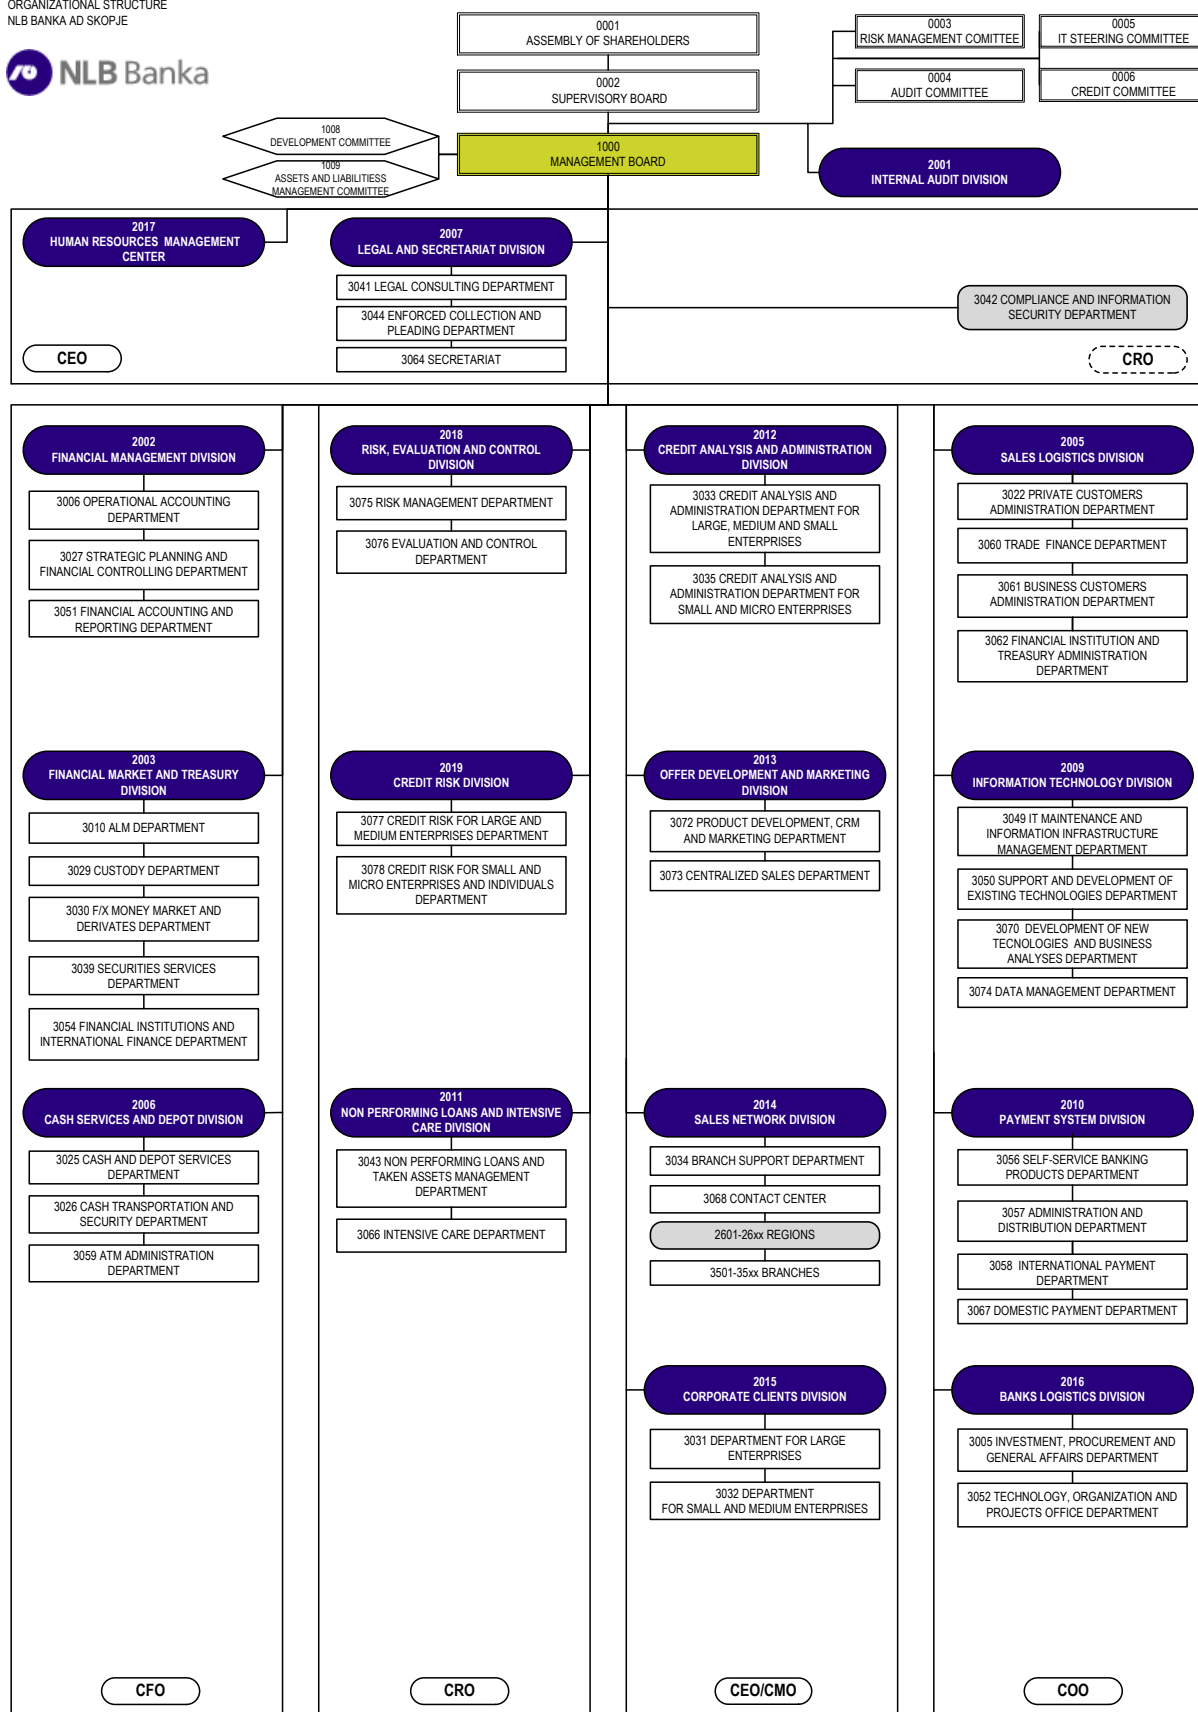 ORGANIZATIONAL STRUCTURE
NLB BANKA AD SKOPJE
NLB Banka
0001
ASSEMBLY OF SHAREHOLDERS
0002
SUPERVISORY BOARD
0003
RISK MANAGEMENT COMITTEE
0005
IT STEERING COMMITTEE
0004
AUDIT COMMITTEE
0006
CREDIT COMMITTEE
1008
DEVELOPMENT COMMITTEE
1009
ASSETS AND LIABILITIESS
MANAGEMENT COMMITTEE
1000
MANAGEMENT BOARD
2001
INTERNAL AUDIT DIVISION
2017
HUMAN RESOURCES MANAGEMENT
CENTER
2007
LEGAL AND SECRETARIAT DIVISION
3041 LEGAL CONSULTING DEPARTMENT
3044 ENFORCED COLLECTION AND
PLEADING DEPARTMENT
3064 SECRETARIAT
3042 COMPLIANCE AND INFORMATION
SECURITY DEPARTMENT
CEO
CRO
2002
FINANCIAL MANAGEMENT DIVISION
3006 OPERATIONAL ACCOUNTING
DEPARTMENT
3027 STRATEGIC PLANNING AND
FINANCIAL CONTROLLING DEPARTMENT
3051 FINANCIAL ACCOUNTING AND
REPORTING DEPARTMENT
2003
FINANCIAL MARKET AND TREASURY
DIVISION
3010 ALM DEPARTMENT
3029 CUSTODY DEPARTMENT
3030 F/X MONEY MARKET AND
DERIVATES DEPARTMENT
3039 SECURITIES SERVICES
DEPARTMENT
3054 FINANCIAL INSTITUTIONS AND
INTERNATIONAL FINANCE DEPARTMENT
2006
CASH SERVICES AND DEPOT DIVISION
3025 CASH AND DEPOT SERVICES
DEPARTMENT
3026 CASH TRANSPORTATION AND
SECURITY DEPARTMENT
3059 ATM ADMINISTRATION
DEPARTMENT
CFO
2018
RISK, EVALUATION AND CONTROL
DIVISION
3075 RISK MANAGEMENT DEPARTMENT
3076 EVALUATION AND CONTROL
DEPARTMENT
2019
CREDIT RISK DIVISION
3077 CREDIT RISK FOR LARGE AND
MEDIUM ENTERPRISES DEPARTMENT
3078 CREDIT RISK FOR SMALL AND
MICRO ENTERPRISES AND INDIVIDUALS
DEPARTMENT
2011
NON PERFORMING LOANS AND INTENSIVE
CARE DIVISION
3043 NON PERFORMING LOANS AND
TAKEN ASSETS MANAGEMENT
DEPARTMENT
3066 INTENSIVE CARE DEPARTMENT
CRO
2012
CREDIT ANALYSIS AND ADMINISTRATION
DIVISION
3033 CREDIT ANALYSIS AND
ADMINISTRATION DEPARTMENT FOR
LARGE, MEDIUM AND SMALL
ENTERPRISES
3035 CREDIT ANALYSIS AND
ADMINISTRATION DEPARTMENT FOR
SMALL AND MICRO ENTERPRISES
2013
OFFER DEVELOPMENT AND MARKETING
DIVISION
3072 PRODUCT DEVELOPMENT, CRM
AND MARKETING DEPARTMENT
3073 CENTRALIZED SALES DEPARTMENT
2014
SALES NETWORK DIVISION
3034 BRANCH SUPPORT DEPARTMENT
3068 CONTACT CENTER
2601-26xx REGIONS
3501-35xx BRANCHES
2015
CORPORATE CLIENTS DIVISION
3031 DEPARTMENT FOR LARGE
ENTERPRISES
3032 DEPARTMENT
FOR SMALL AND MEDIUM ENTERPRISES
CEO/CMO
2005
SALES LOGISTICS DIVISION
3022 PRIVATE CUSTOMERS
ADMINISTRATION DEPARTMENT
3060 TRADE FINANCE DEPARTMENT
3061 BUSINESS CUSTOMERS
ADMINISTRATION DEPARTMENT
3062 FINANCIAL INSTITUTION AND
TREASURY ADMINISTRATION
DEPARTMENT
2009
INFORMATION TECHNOLOGY DIVISION
3049 IT MAINTENANCE AND
INFORMATION INFRASTRUCTURE
MANAGEMENT DEPARTMENT
3050 SUPPORT AND DEVELOPMENT OF
EXISTING TECHNOLOGIES DEPARTMENT
3070 DEVELOPMENT OF NEW
TECNOLOGIES AND BUSINESS
ANALYSES DEPARTMENT
3074 DATA MANAGEMENT DEPARTMENT
2010
PAYMENT SYSTEM DIVISION
3056 SELF-SERVICE BANKING
PRODUCTS DEPARTMENT
3057 ADMINISTRATION AND
DISTRIBUTION DEPARTMENT
3058 INTERNATIONAL PAYMENT
DEPARTMENT
3067 DOMESTIC PAYMENT DEPARTMENT
2016
BANKS LOGISTICS DIVISION
3005 INVESTMENT, PROCUREMENT AND
GENERAL AFFAIRS DEPARTMENT
3052 TECHNOLOGY, ORGANIZATION AND
PROJECTS OFFICE DEPARTMENT
COO